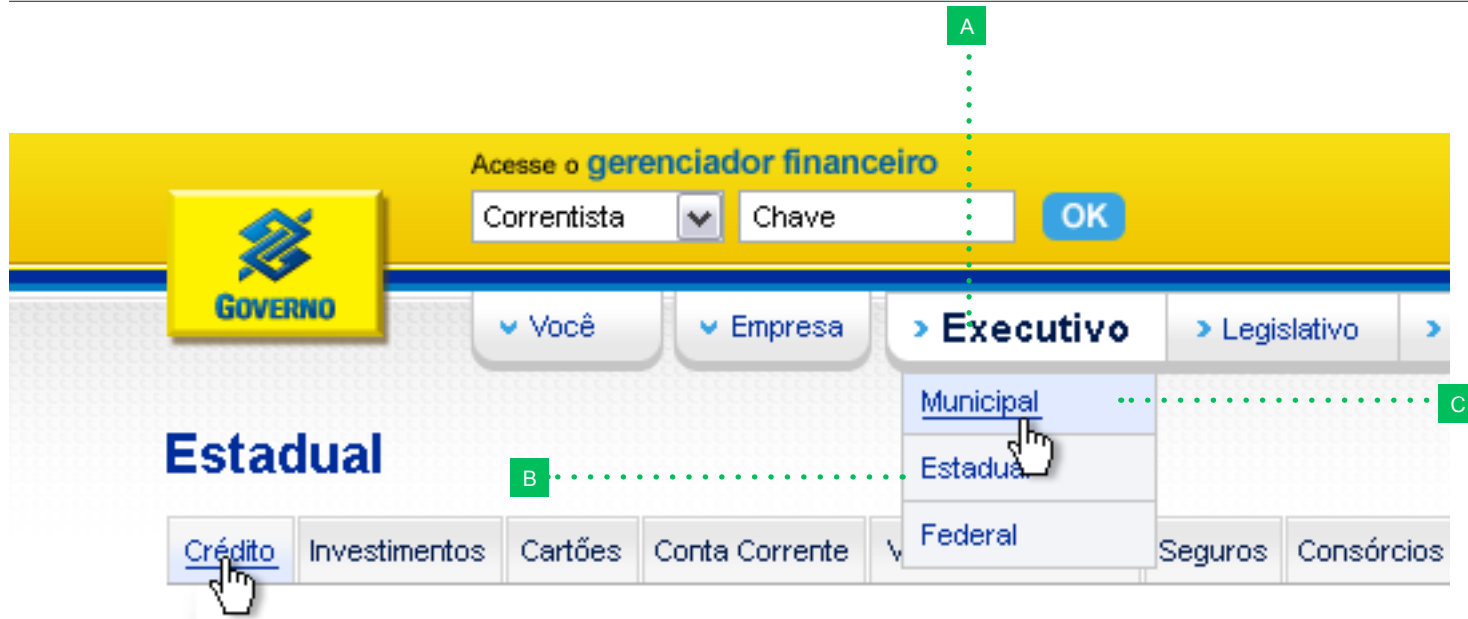 A
Acesse o gerenciador financeiro
Correntista Chave OK
GOVERNO
Você Empresa Executivo Legislativo
Municipal
C
Estadual
B
Estadual
Federal
Crédito Investimentos Cartões Conta Corrente Seguros Consórcios